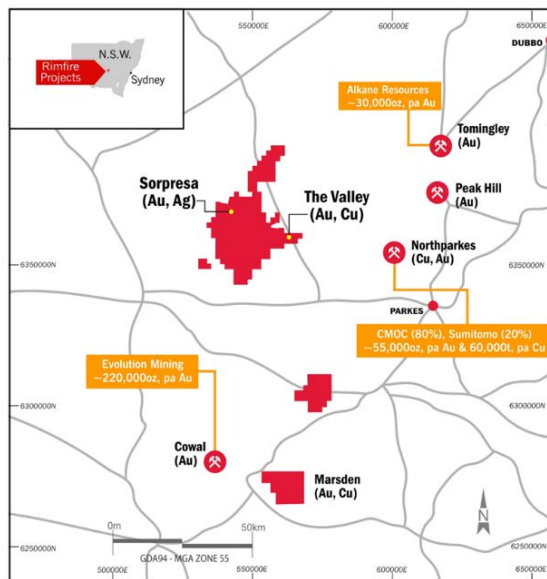 550000E
600000E
650000E
N.S.W.
Sydney
Rimfire
Projects
DUBBO
Alkane Resources
~30,000oz, pa Au
Tomingley
(Au)
Sorpresa
(Au, Ag)
The Valley
(Au, Cu)
Peak Hill
(Au)
Northparkes
(Cu, Au)
6350000N
6350000N
PARKES
CMOC (80%), Sumitomo (20%)
~55,000oz, pa Au & 60,000t, pa Cu
Evolution Mining
~220,000oz, pa Au
6300000N
6300000N
Cowal
(Au)
Marsden
(Au, Cu)
0m
50km
N
GDA94 - MGA ZONE 55
6250000N
6250000N
500000E
550000E
600000E
650000E